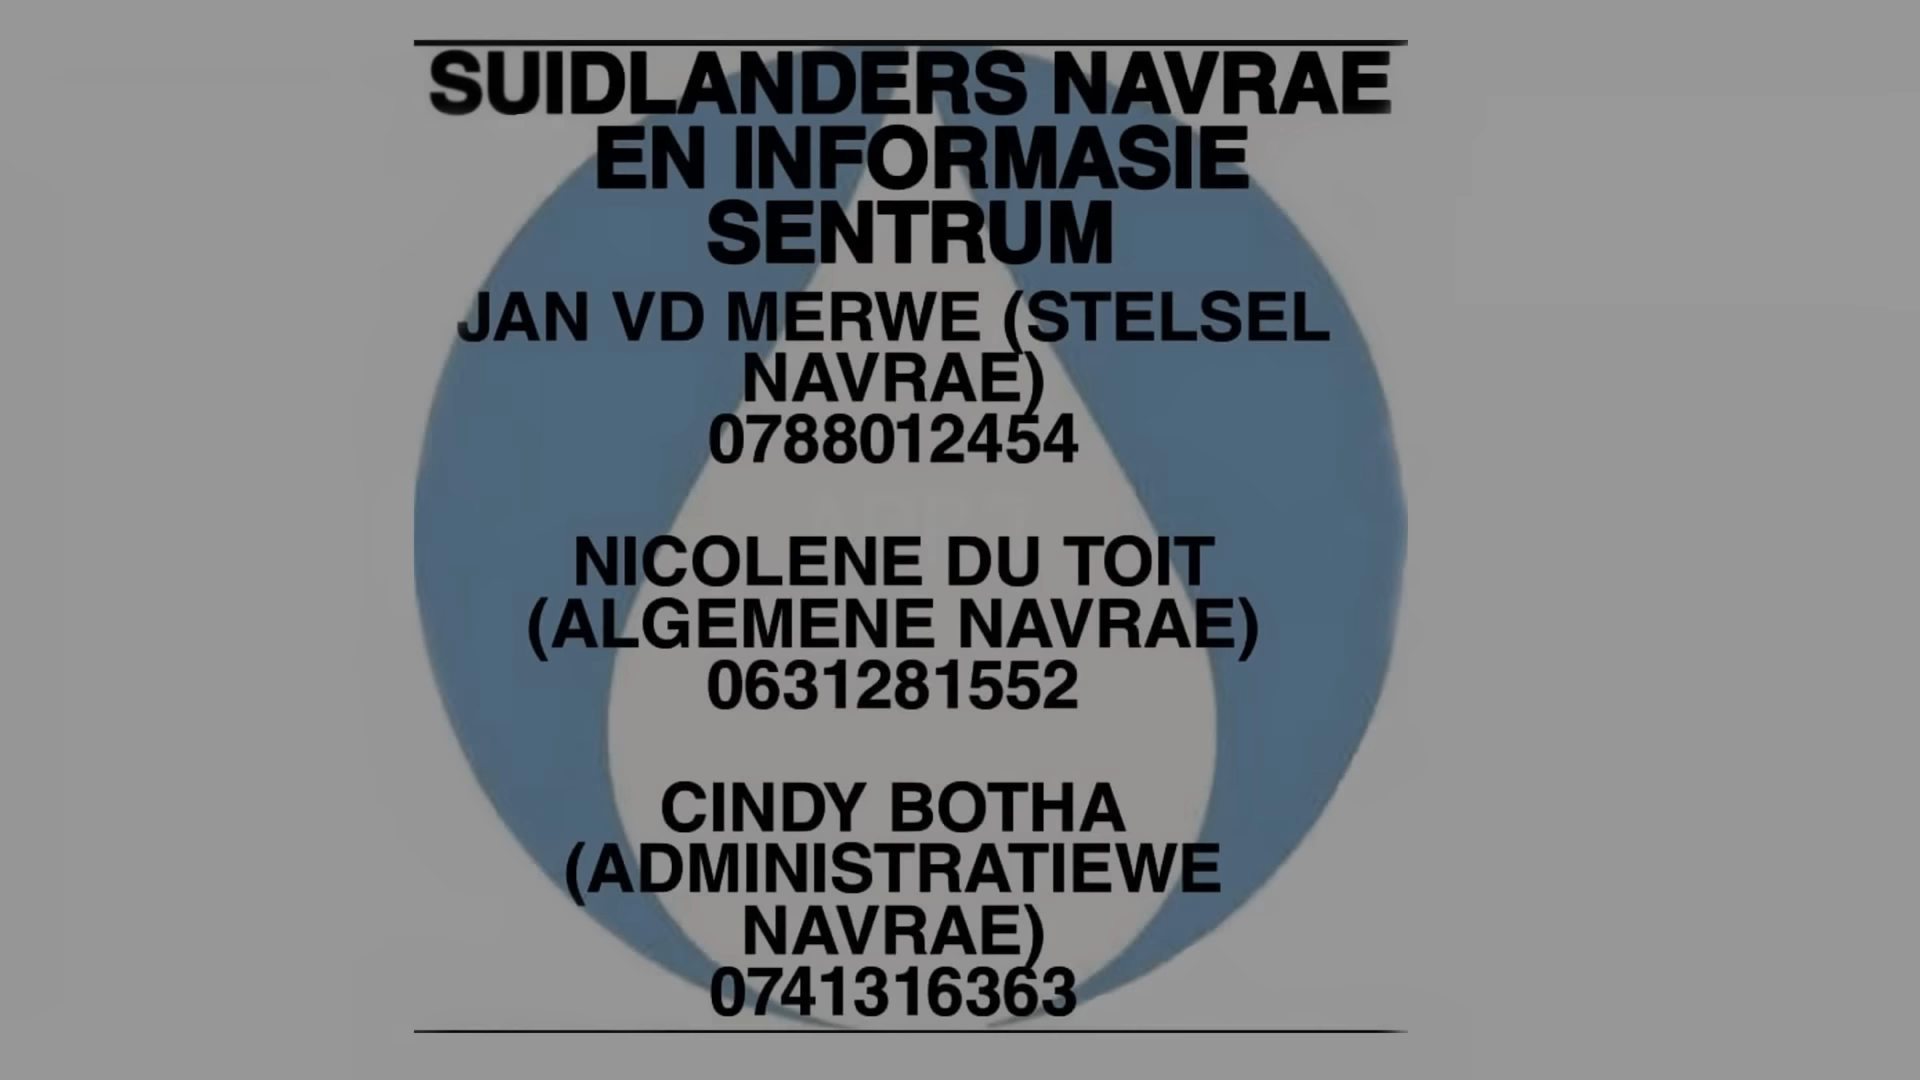 SUIDLANDERS NAVRAE
EN INFORMASIE
SENTRUM
JAN VD MERWE (STELSEL
NAVRAE)
0788012454
NICOLENE DU TOIT
(ALGEMENE NAVRAE)
0631281552
CINDY BOTHA
(ADMINISTRATIEWE
NAVRAE)
0741316363